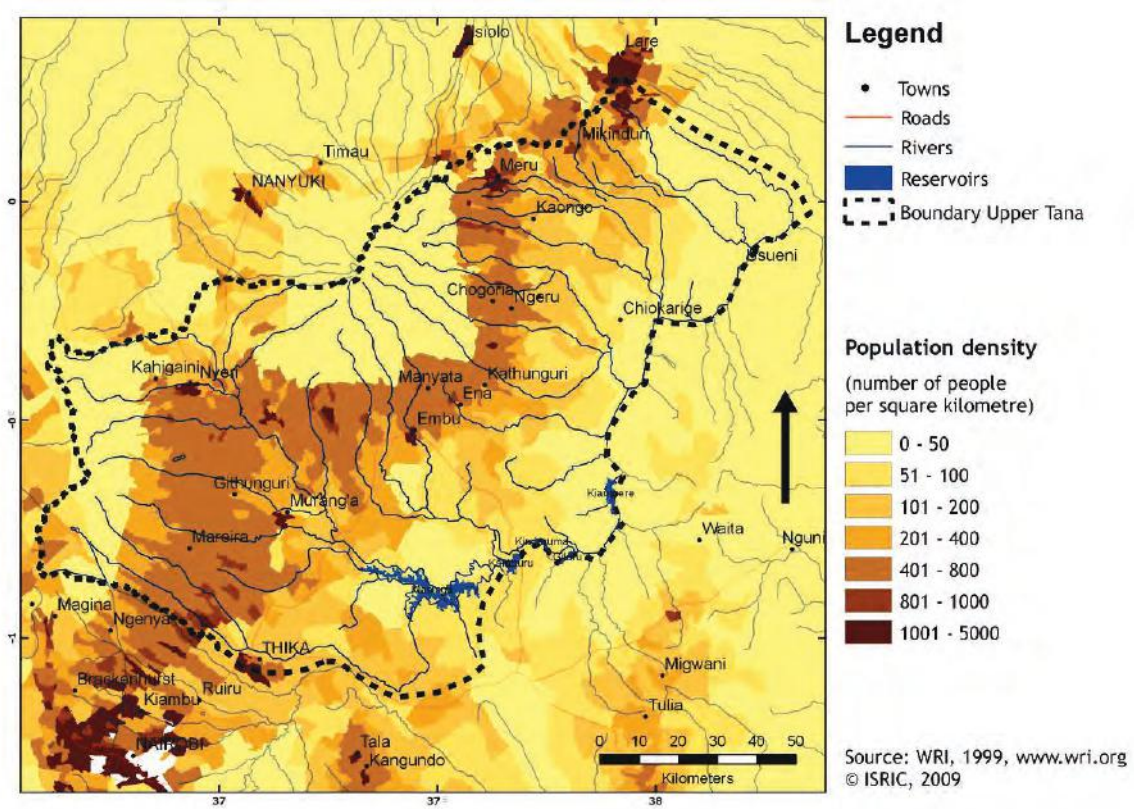 Isiolo
Lare
Timau
Mikinduri
NANYUKI
Meru
Kaongo
Usueni
Chogoria
Ngeru
Chiokarige
Kahigaini
Nyeri
Manyata
Kathunguri
Ena
Embu
Githunguri
Kiambere
Murang'a
Mareira
Waita
Nguni
Magina
Ngenya
THIKA
Migwani
Brackenhurst
Ruiru
Kiambu
Tulia
NAIROBI
Tala
Kangundo
0
-1
37
37.5
38
0 10 20 30 40 50
Kilometers
Legend
Towns
Roads
Rivers
Reservoirs
Boundary Upper Tana
Population density
(number of people
per square kilometre)
0 - 50
51 - 100
101 - 200
201 - 400
401 - 800
801 - 1000
1001 - 5000
Source: WRI, 1999, www.wri.org
© ISRIC, 2009